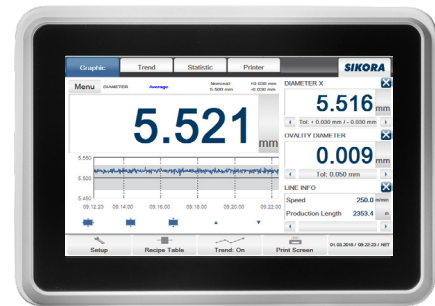 Graphic Trend Statistic Printer SIKORA
Menu DIAMETER Average Nominal: 5.500 mm +0.030 mm -0.030 mm
5.521 mm
DIAMETER X
5.516 mm
Tol: + 0.030 mm / - 0.030 mm
OVALITY DIAMETER
0.009 mm
Tol: 0.050 mm
5.550
5.500
5.450
09.12.23 09.14.00 09.16.00 09.18.00 09.20.00 09.22.00
LINE INFO
Speed 250.0 m/min
Production Length 2353.4 m
Setup Recipe Table Trend: On Print Screen 01.03.2018 / 09:22:23 / NET